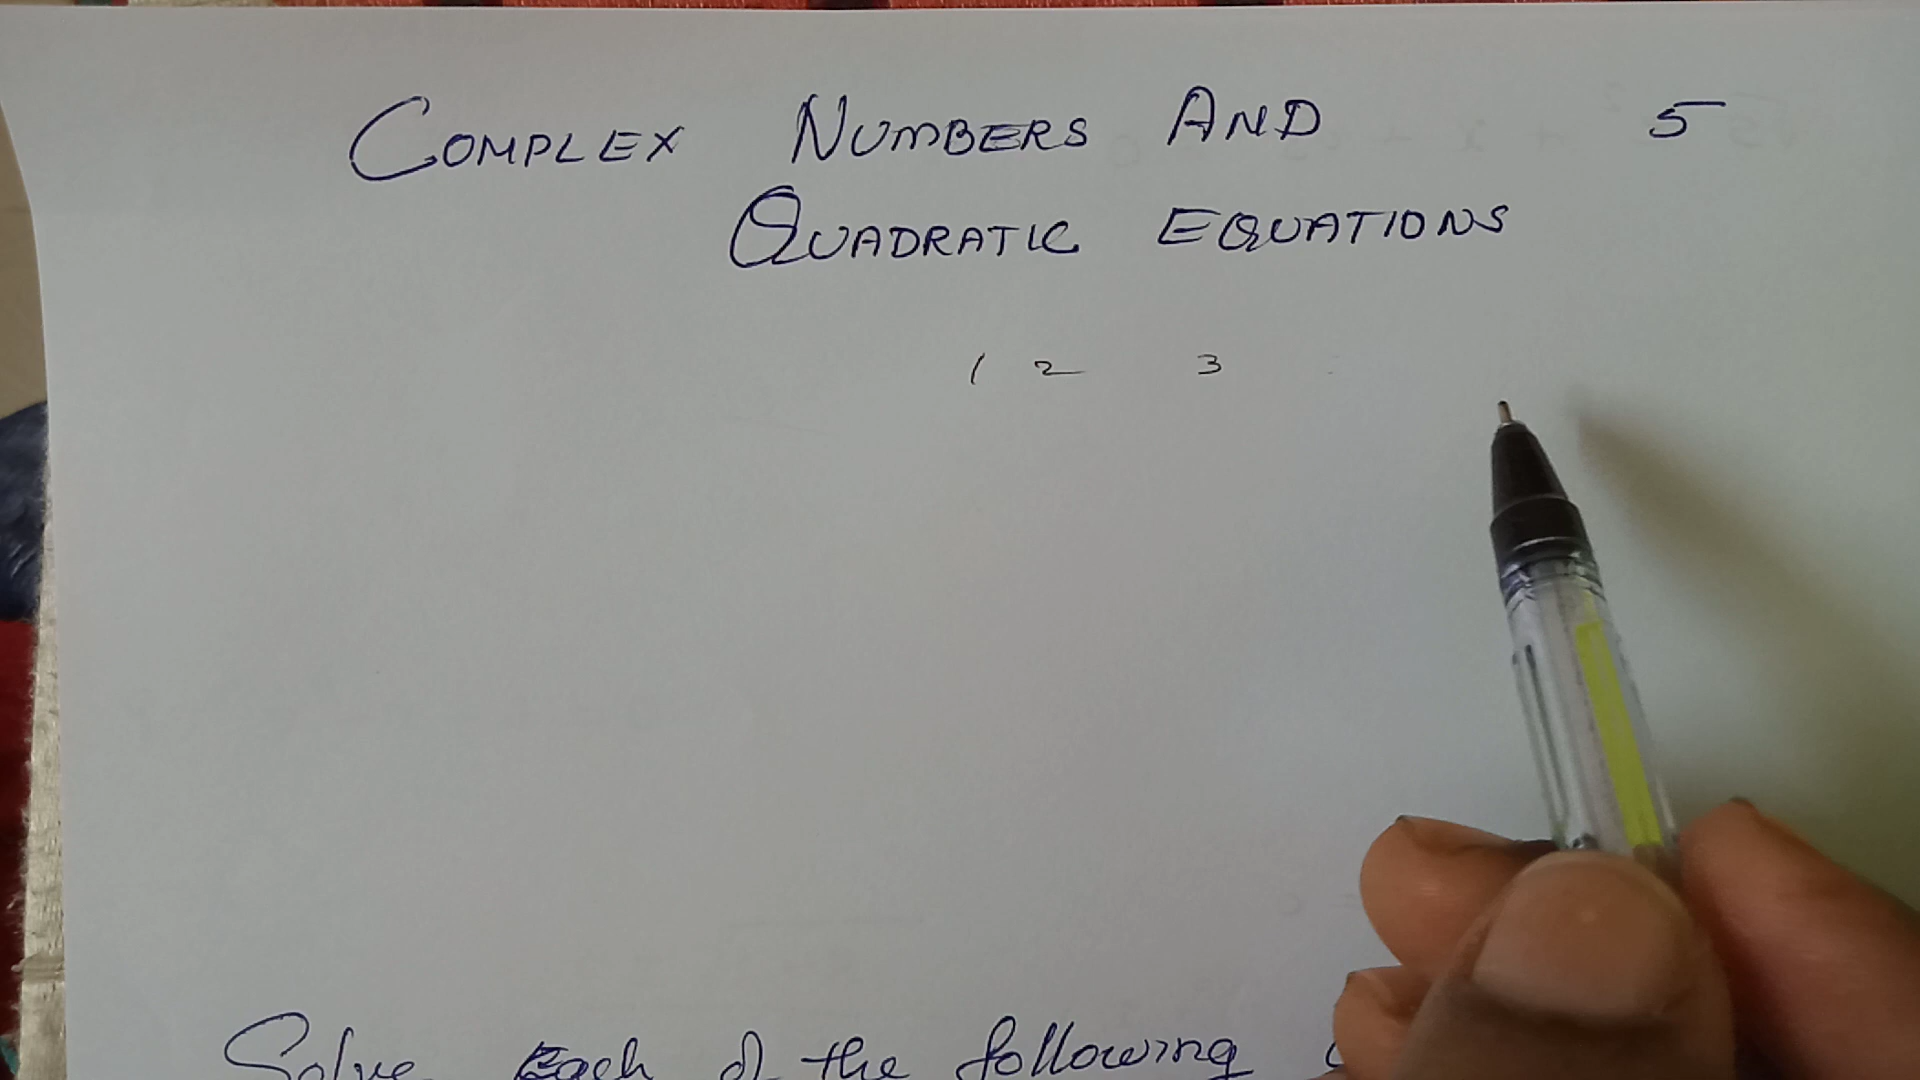 COMPLEX NUMBERS AND 5
QUADRATIC EQUATIONS
1 2 3
Solve Each of the following